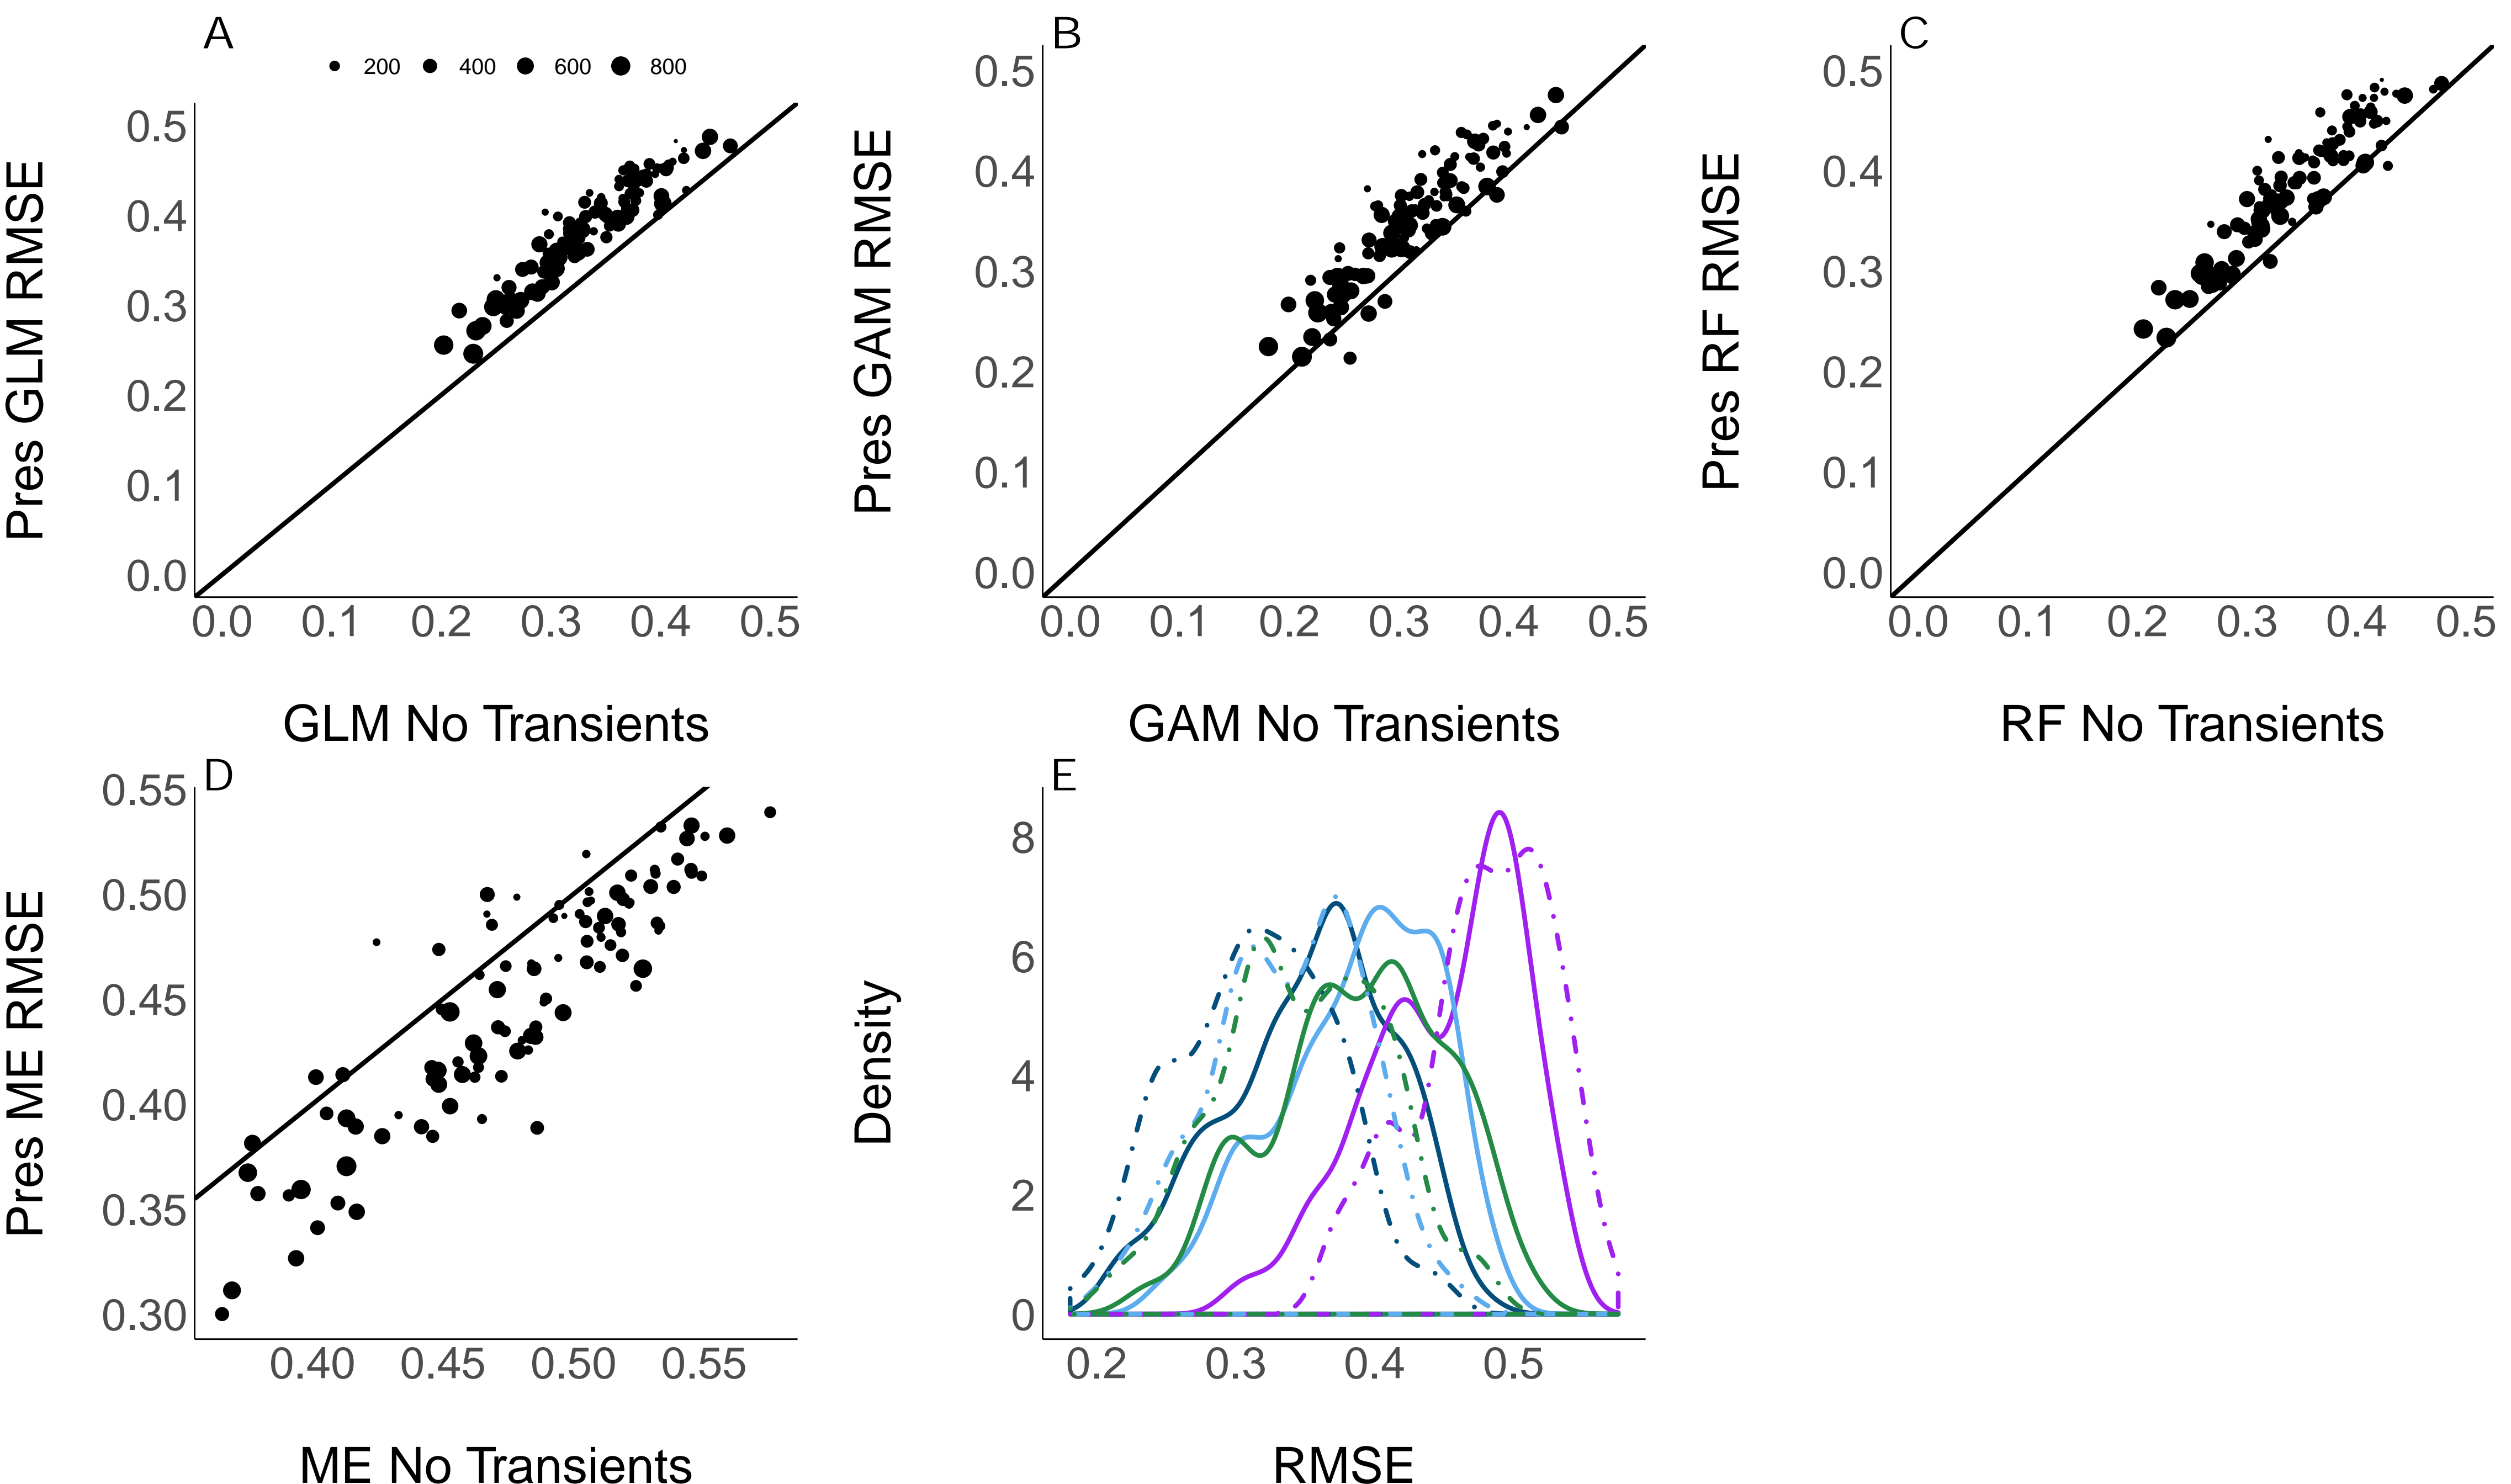 A
200 400 600 800
Pres GLM RMSE
0.5
0.4
0.3
0.2
0.1
0.0
0.0 0.1 0.2 0.3 0.4 0.5
GLM No Transients
B
Pres GAM RMSE
0.5
0.4
0.3
0.2
0.1
0.0
0.0 0.1 0.2 0.3 0.4 0.5
GAM No Transients
C
Pres RF RMSE
0.5
0.4
0.3
0.2
0.1
0.0
0.0 0.1 0.2 0.3 0.4 0.5
RF No Transients
D
Pres ME RMSE
0.55
0.50
0.45
0.40
0.35
0.30
0.40 0.45 0.50 0.55
ME No Transients
E
Density
8
6
4
2
0
0.2 0.3 0.4 0.5
RMSE